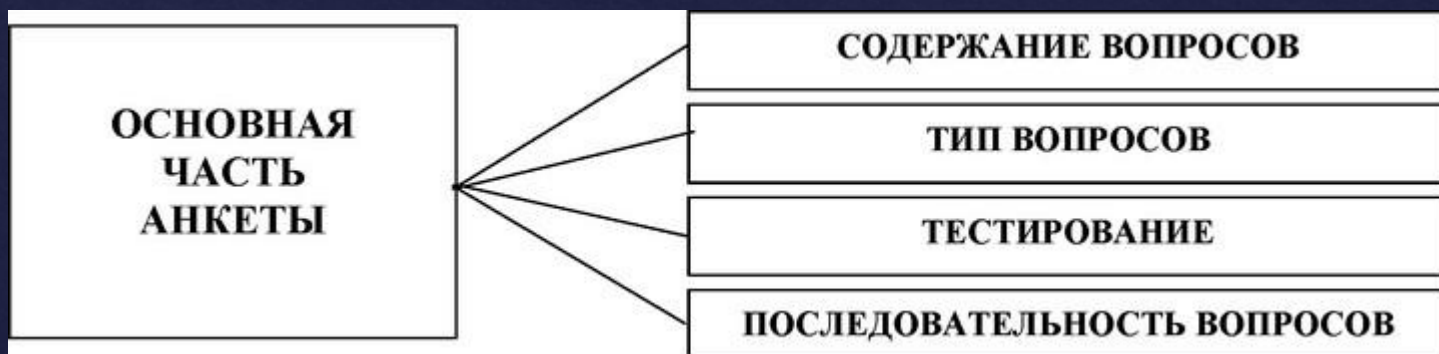 ОСНОВНАЯ
ЧАСТЬ
АНКЕТЫ
СОДЕРЖАНИЕ ВОПРОСОВ
ТИП ВОПРОСОВ
ТЕСТИРОВАНИЕ
ПОСЛЕДОВАТЕЛЬНОСТЬ ВОПРОСОВ